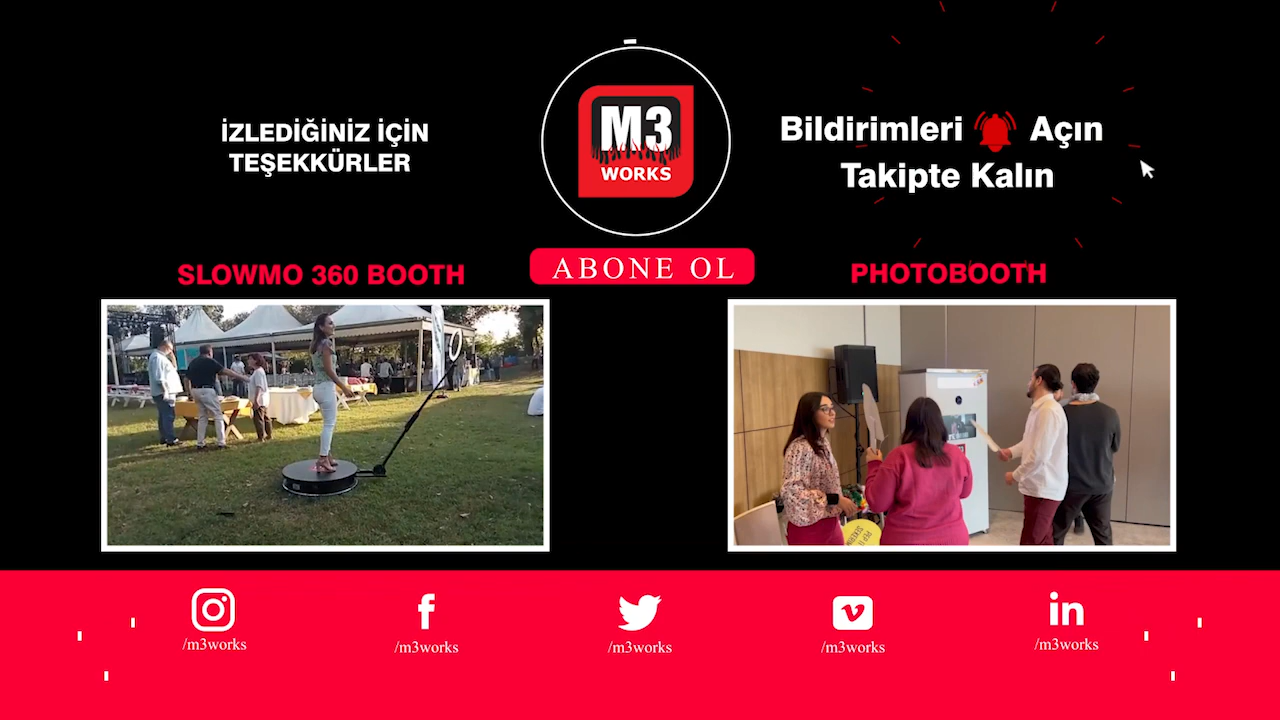 İZLEDİĞİNİZ İÇİN
TEŞEKKÜRLER
M3
WORKS
Bildirimleri Açın
Takipte Kalın
ABONE OL
SLOWMO 360 BOOTH
PHOTOBOOTH
/m3works
/m3works
/m3works
/m3works
/m3works